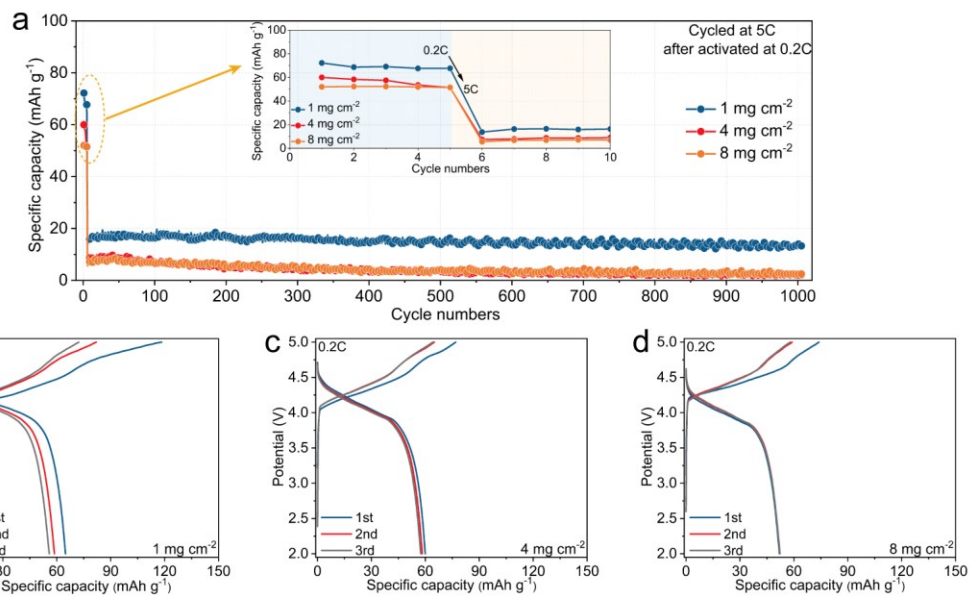 a
100
80
60
40
20
0
Specific capacity (mAh g⁻¹)
0 100 200 300 400 500 600 700 800 900 1000
Cycle numbers
Cycled at 5C
after activated at 0.2C
1 mg cm⁻²
4 mg cm⁻²
8 mg cm⁻²
100
80
60
40
20
0
Specific capacity (mAh g⁻¹)
0.2C
5C
1 mg cm⁻²
4 mg cm⁻²
8 mg cm⁻²
0 2 4 6 8 10
Cycle numbers
1 mg cm⁻²
60 90 120 150
Specific capacity (mAh g⁻¹)
c
0.2C
5.0
4.5
4.0
3.5
3.0
2.5
2.0
Potential (V)
1st
2nd
3rd
4 mg cm⁻²
0 30 60 90 120 150
Specific capacity (mAh g⁻¹)
d
0.2C
5.0
4.5
4.0
3.5
3.0
2.5
2.0
Potential (V)
1st
2nd
3rd
8 mg cm⁻²
0 30 60 90 120 150
Specific capacity (mAh g⁻¹)